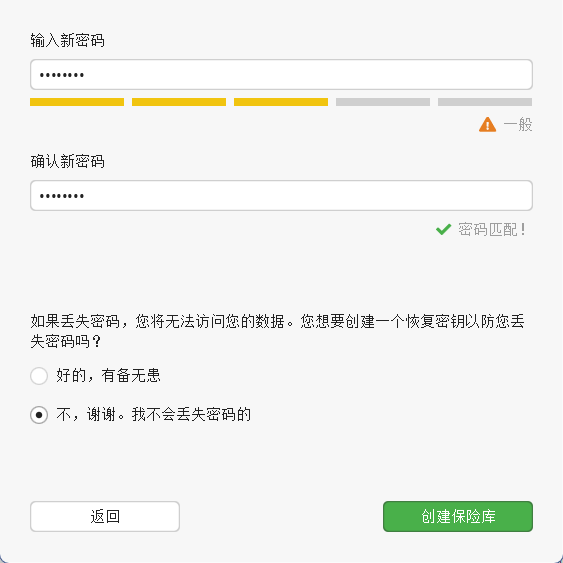 输入新密码
••••••••
一般
确认新密码
••••••••
密码匹配！
如果丢失密码，您将无法访问您的数据。您想要创建一个恢复密钥以防您丢
失密码吗？
好的，有备无患
不，谢谢。我不会丢失密码的
返回
创建保险库